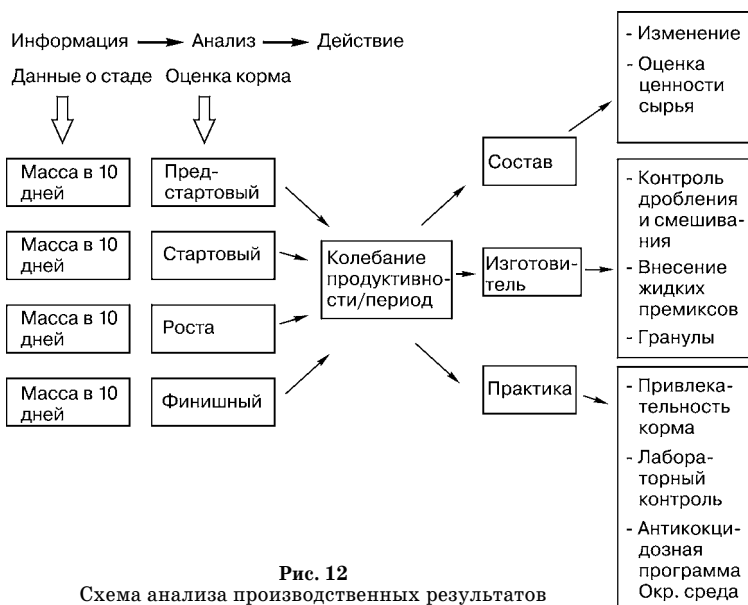 Информация → Анализ → Действие
Данные о стаде Оценка корма
Масса в 10
дней
Пред-
стартовый
Масса в 10
дней
Стартовый
Масса в 10
дней
Роста
Масса в 10
дней
Финишный
Колебание
продуктивно-
сти/период
Состав
- Изменение
- Оценка
ценности
сырья
Изготови-
тель
- Контроль
дробления
и смешива-
ния
- Внесение
жидких
премиксов
- Гранулы
Практика
- Привлека-
тельность
корма
- Лабора-
торный
контроль
- Антикокци-
дозная
программа
Окр. среда
Рис. 12
Схема анализа производственных результатов